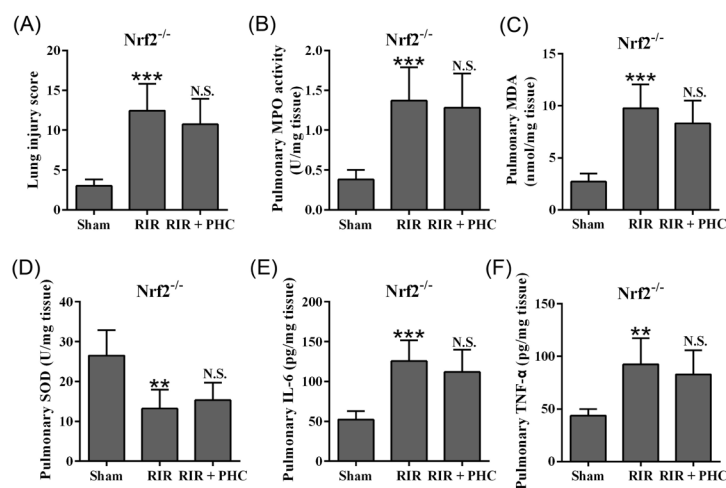 (A)
Nrf2-/-
Lung injury score
20
15
10
5
0
***
N.S.
Sham
RIR
RIR + PHC
(B)
Nrf2-/-
Pulmonary MPO activity
(U/mg tissue)
2.0
1.5
1.0
0.5
0.0
***
N.S.
Sham
RIR
RIR + PHC
(C)
Nrf2-/-
Pulmonary MDA
(nmol/mg tissue)
15
10
5
0
***
N.S.
Sham
RIR
RIR + PHC
(D)
Nrf2-/-
Pulmonary SOD (U/mg tissue)
40
30
20
10
0
**
N.S.
Sham
RIR
RIR + PHC
(E)
Nrf2-/-
Pulmonary IL-6 (pg/mg tissue)
200
150
100
50
0
***
N.S.
Sham
RIR
RIR + PHC
(F)
Nrf2-/-
Pulmonary TNF-α (pg/mg tissue)
150
100
50
0
**
N.S.
Sham
RIR
RIR + PHC